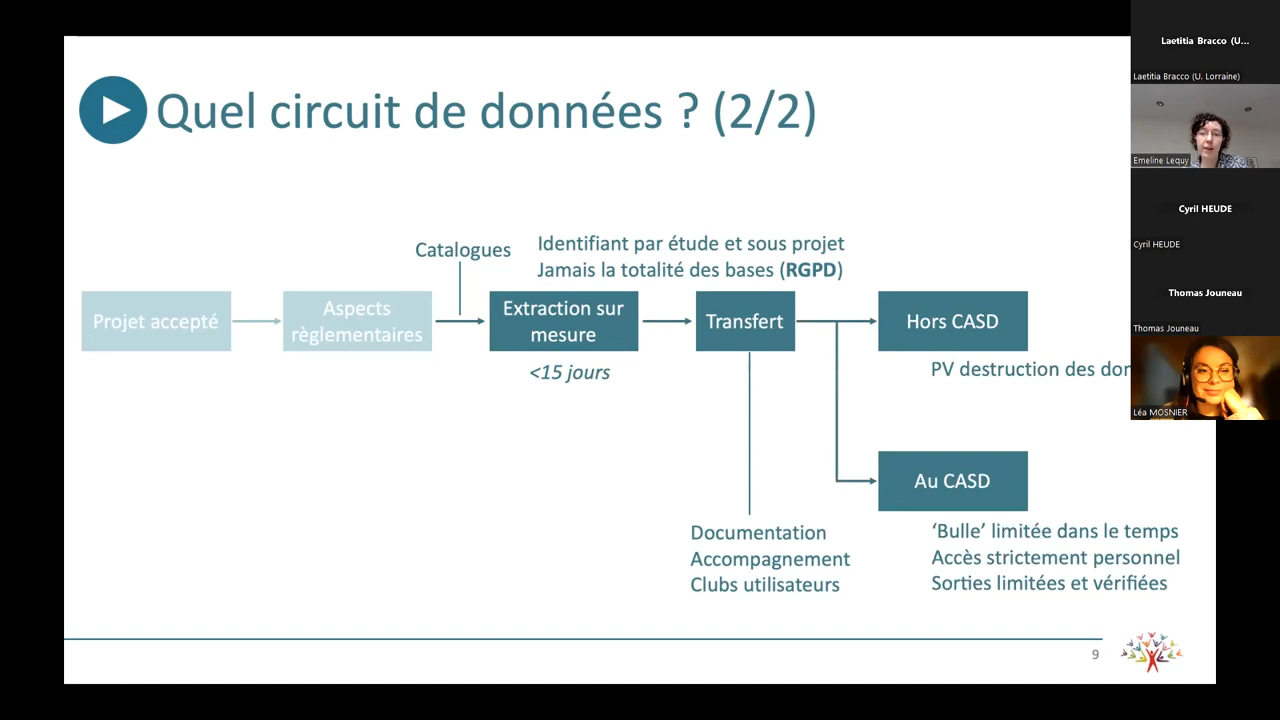 Quel circuit de données ? (2/2)
Catalogues
Identifiant par étude et sous projet
Jamais la totalité des bases (RGPD)
Projet accepté
Aspects
règlementaires
Extraction sur
mesure
<15 jours
Transfert
Hors CASD
PV destruction des
Au CASD
Documentation
Accompagnement
Clubs utilisateurs
‘Bulle’ limitée dans le temps
Accès strictement personnel
Sorties limitées et vérifiées
9
Laetitia Bracco (U...
Laetitia Bracco (U. Lorraine)
Emeline Lequy
Cyril HEUDE
Cyril HEUDE
Thomas Jouneau
Thomas Jouneau
Léa MOSNIER